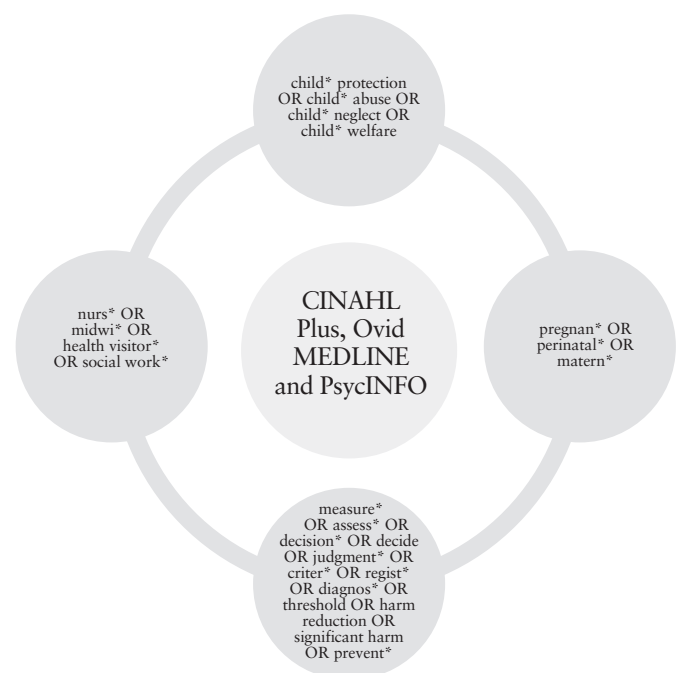 child* protection
OR child* abuse OR
child* neglect OR
child* welfare
nurs* OR
midwi* OR
health visitor*
OR social work*
CINAHL
Plus, Ovid
MEDLINE
and PsycINFO
pregnan* OR
perinatal* OR
matern*
measure*
OR assess* OR
decision* OR decide
OR judgment* OR
criter* OR regist*
OR diagnos* OR
threshold OR harm
reduction OR
significant harm
OR prevent*